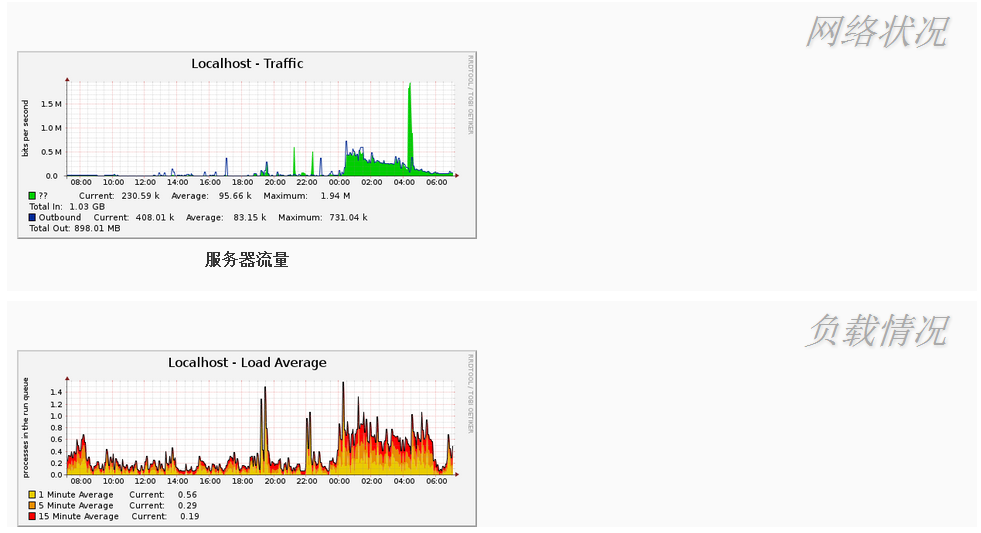 网络状况
Localhost - Traffic
RRDTOOL / TOBI OETIKER
bits per second
1.5 M
1.0 M
0.5 M
0.0
08:00 10:00 12:00 14:00 16:00 18:00 20:00 22:00 00:00 02:00 04:00 06:00
?? Current: 230.59 k Average: 95.66 k Maximum: 1.94 M
Total In: 1.03 GB
Outbound Current: 408.01 k Average: 83.15 k Maximum: 731.04 k
Total Out: 898.01 MB
服务器流量
负载情况
Localhost - Load Average
RRDTOOL / TOBI OETIKER
processes in the run queue
1.4
1.2
1.0
0.8
0.6
0.4
0.2
0.0
08:00 10:00 12:00 14:00 16:00 18:00 20:00 22:00 00:00 02:00 04:00 06:00
1 Minute Average Current: 0.56
5 Minute Average Current: 0.29
15 Minute Average Current: 0.19